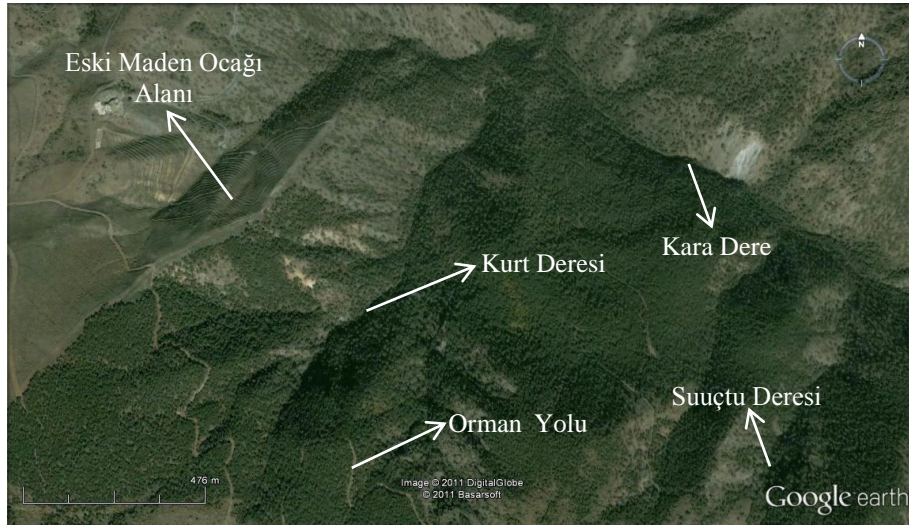 Eski Maden Ocağı
Alanı
N
Kara Dere
Kurt Deresi
Suuçtu Deresi
Orman Yolu
476 m
Image © 2011 DigitalGlobe
© 2011 Basarsoft
Google earth